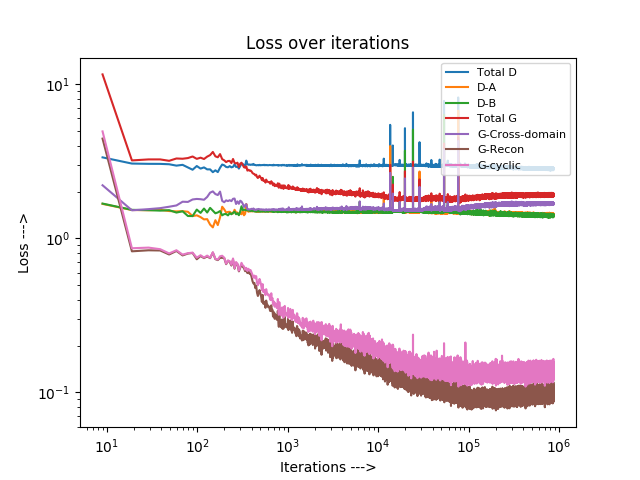 Loss over iterations
Total D
D-A
D-B
Total G
G-Cross-domain
G-Recon
G-cyclic
Loss --->
10¹
10⁰
10⁻¹
10¹ 10² 10³ 10⁴ 10⁵ 10⁶
Iterations --->